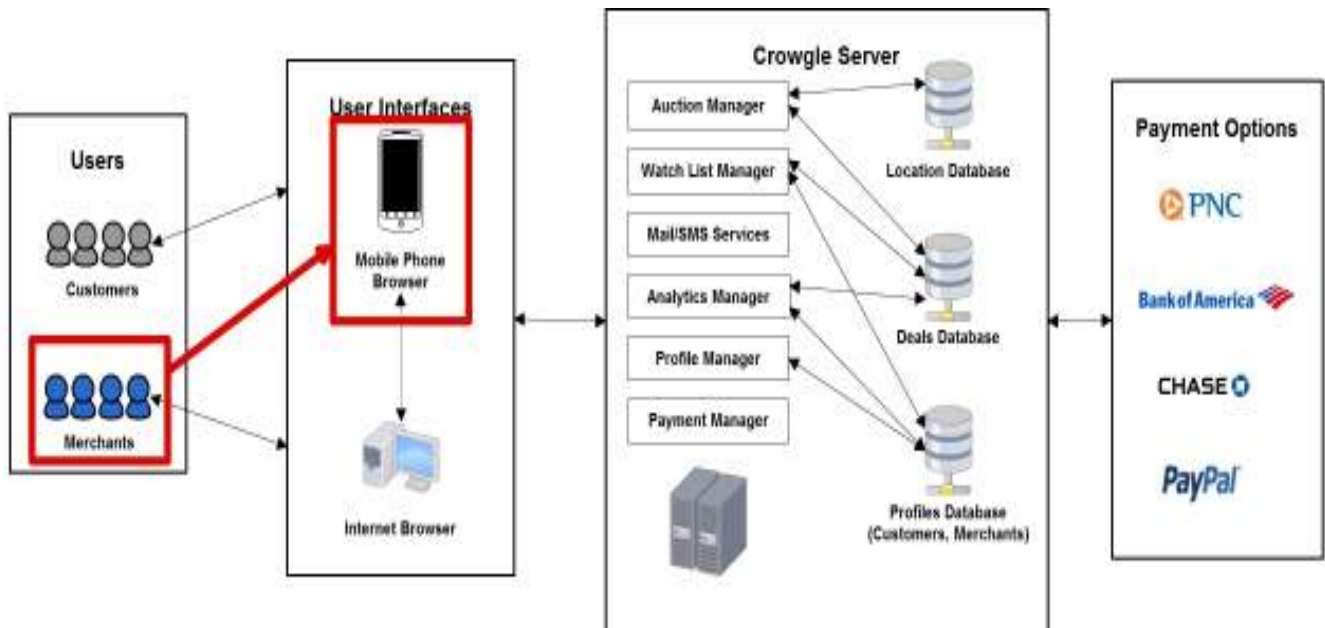 Users
Customers
Merchants
User Interfaces
Mobile Phone
Browser
Internet Browser
Crowgle Server
Auction Manager
Watch List Manager
Mail/SMS Services
Analytics Manager
Profile Manager
Payment Manager
Location Database
Deals Database
Profiles Database
(Customers, Merchants)
Payment Options
PNC
Bank of America
CHASE
PayPal